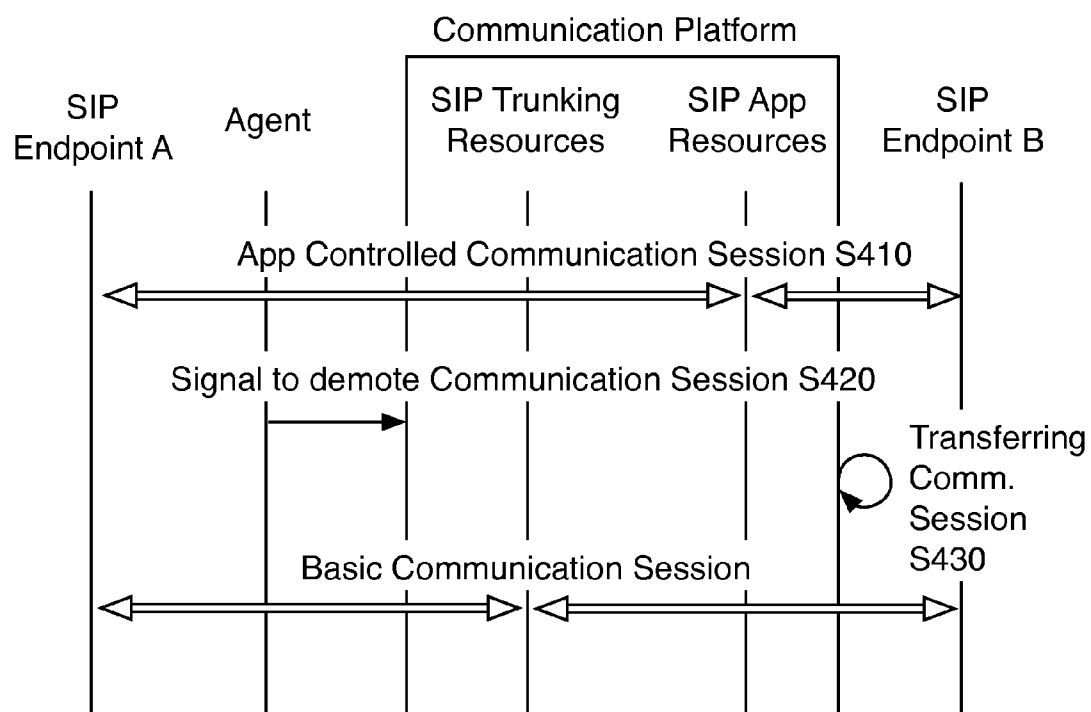 Communication Platform
SIP
Endpoint A
Agent
SIP Trunking
Resources
SIP App
Resources
SIP
Endpoint B
App Controlled Communication Session S410
Signal to demote Communication Session S420
Transferring
Comm.
Session
S430
Basic Communication Session